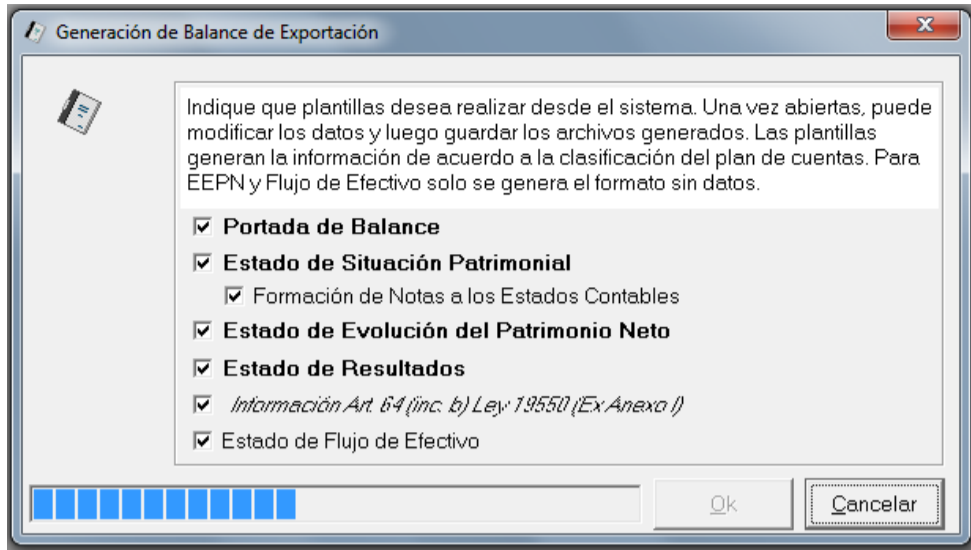 Generación de Balance de Exportación
Indique que plantillas desea realizar desde el sistema. Una vez abiertas, puede
modificar los datos y luego guardar los archivos generados. Las plantillas
generan la información de acuerdo a la clasificación del plan de cuentas. Para
EEPN y Flujo de Efectivo solo se genera el formato sin datos.
Portada de Balance
Estado de Situación Patrimonial
Formación de Notas a los Estados Contables
Estado de Evolución del Patrimonio Neto
Estado de Resultados
Información Art. 64 (inc. b) Ley 19550 (Ex Anexo I)
Estado de Flujo de Efectivo
Ok
Cancelar